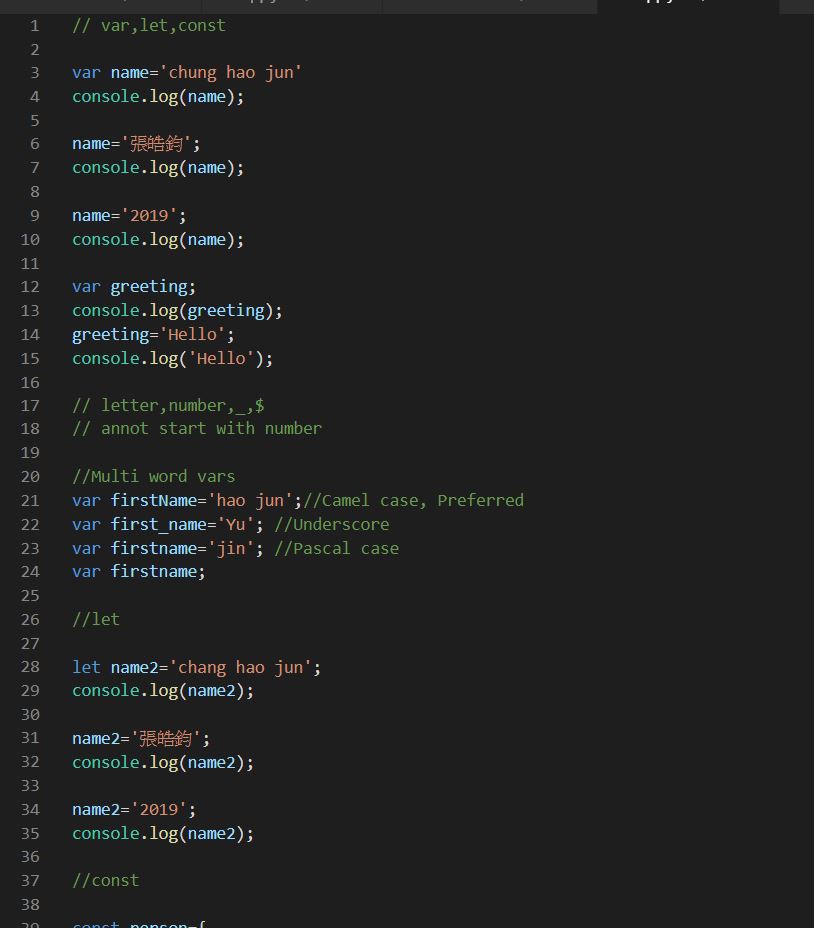 1 // var,let,const
2
3 var name='chung hao jun'
4 console.log(name);
5
6 name='張皓鈞';
7 console.log(name);
8
9 name='2019';
10 console.log(name);
11
12 var greeting;
13 console.log(greeting);
14 greeting='Hello';
15 console.log('Hello');
16
17 // letter,number,_,$
18 // annot start with number
19
20 //Multi word vars
21 var firstName='hao jun';//Camel case, Preferred
22 var first_name='Yu'; //Underscore
23 var firstname='jin'; //Pascal case
24 var firstname;
25
26 //let
27
28 let name2='chang hao jun';
29 console.log(name2);
30
31 name2='張皓鈞';
32 console.log(name2);
33
34 name2='2019';
35 console.log(name2);
36
37 //const
38
39 const person={